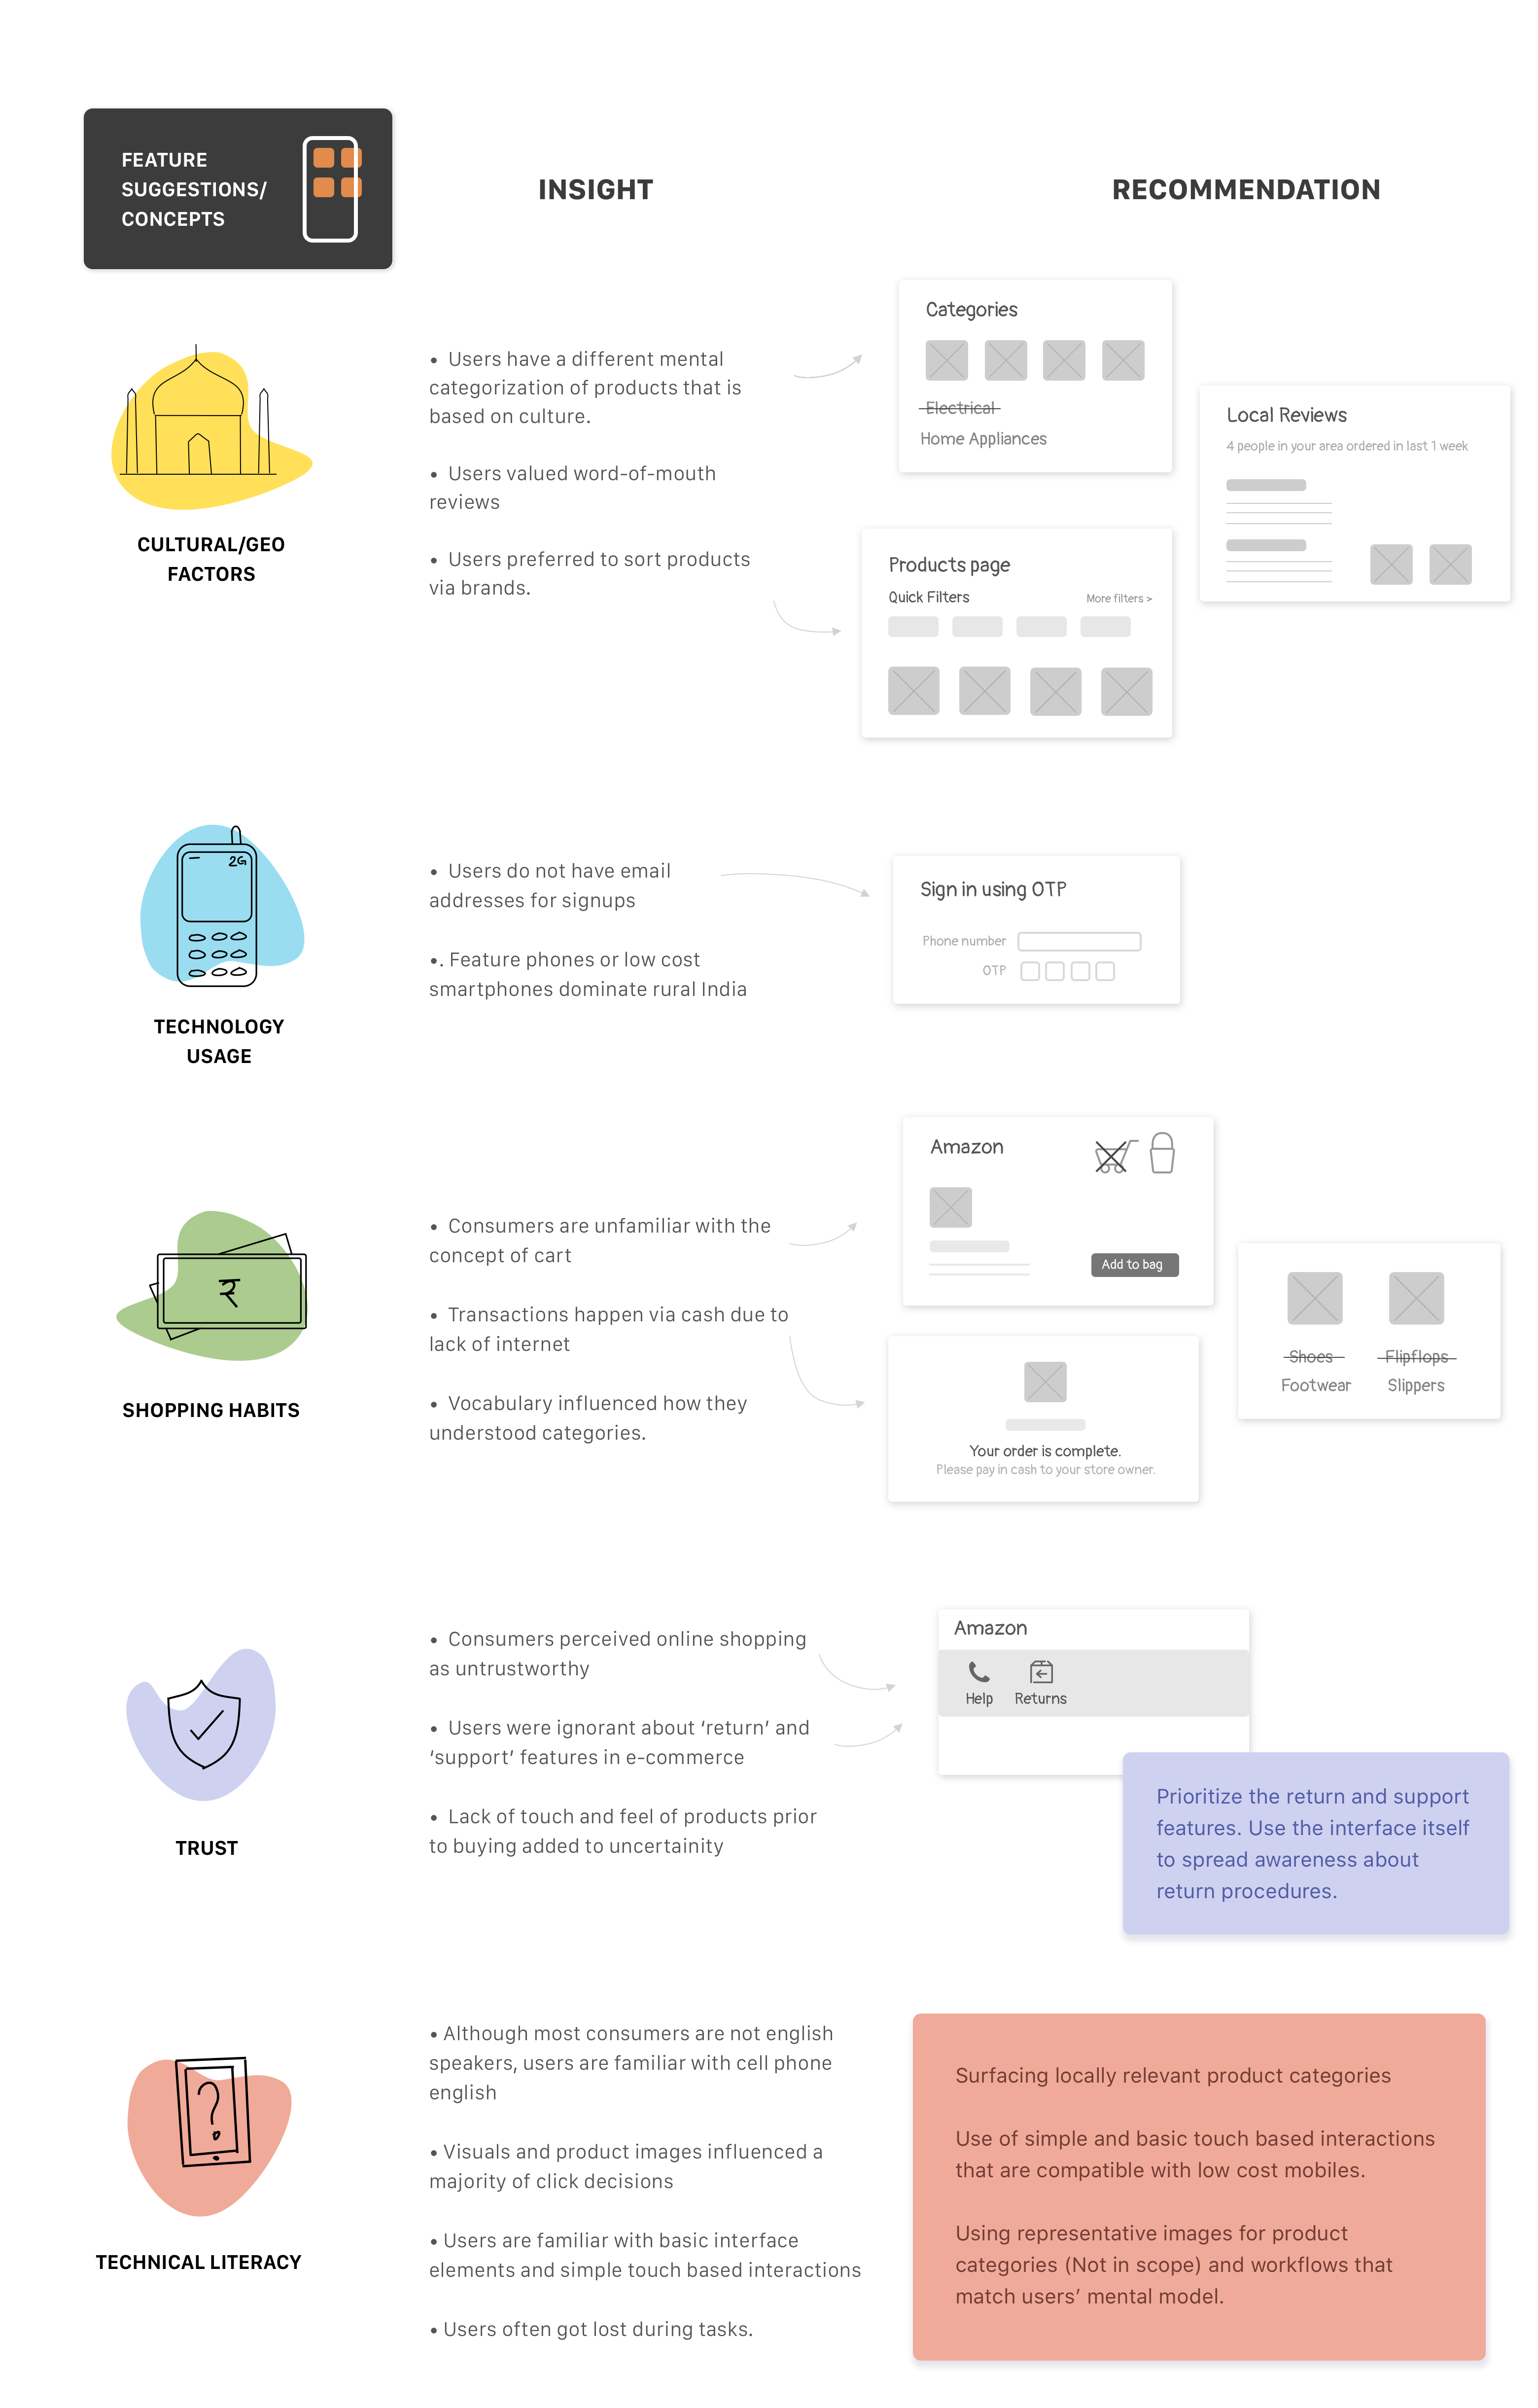 FEATURE
SUGGESTIONS/
CONCEPTS
INSIGHT
RECOMMENDATION
CULTURAL/GEO
FACTORS
• Users have a different mental
categorization of products that is
based on culture.
• Users valued word-of-mouth
reviews
• Users preferred to sort products
via brands.
Categories
Electrical
Home Appliances
Local Reviews
4 people in your area ordered in last 1 week
Products page
Quick Filters
More filters >
2G
TECHNOLOGY
USAGE
• Users do not have email
addresses for signups
•. Feature phones or low cost
smartphones dominate rural India
Sign in using OTP
Phone number
OTP
₹
SHOPPING HABITS
• Consumers are unfamiliar with the
concept of cart
• Transactions happen via cash due to
lack of internet
• Vocabulary influenced how they
understood categories.
Amazon
Add to bag
Shoes
Flipflops
Footwear
Slippers
Your order is complete.
Please pay in cash to your store owner.
TRUST
• Consumers perceived online shopping
as untrustworthy
• Users were ignorant about ‘return’ and
‘support’ features in e-commerce
• Lack of touch and feel of products prior
to buying added to uncertainity
Amazon
Help
Returns
Prioritize the return and support
features. Use the interface itself
to spread awareness about
return procedures.
?
TECHNICAL LITERACY
• Although most consumers are not english
speakers, users are familiar with cell phone
english
• Visuals and product images influenced a
majority of click decisions
• Users are familiar with basic interface
elements and simple touch based interactions
• Users often got lost during tasks.
Surfacing locally relevant product categories
Use of simple and basic touch based interactions
that are compatible with low cost mobiles.
Using representative images for product
categories (Not in scope) and workflows that
match users’ mental model.